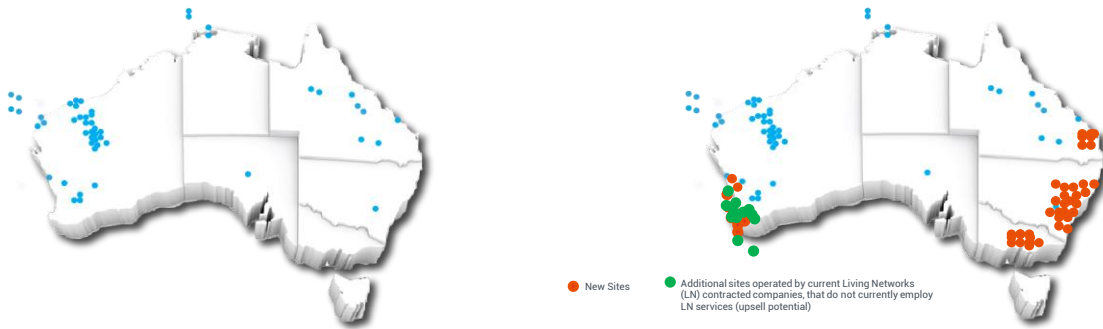 New Sites
Additional sites operated by current Living Networks
(LN) contracted companies, that do not currently employ
LN services (upsell potential)